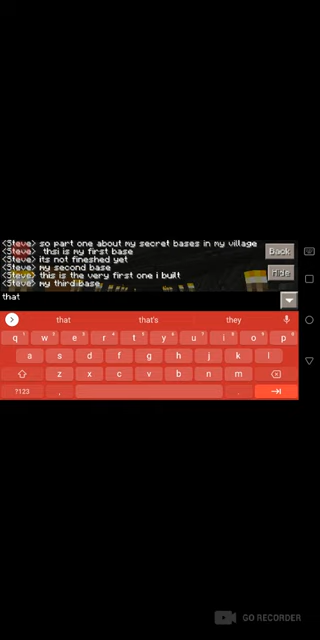 <Steve> so part one about my secret bases in my village
<Steve> thsi is my first base
<Steve> its not fineshed yet
<Steve> my second base
<Steve> this is the very first one i built
<Steve> my third base
Back
Hide
that
that that's they
q w e r t y u i o p
a s d f g h j k l
z x c v b n m
?123 , .
GO RECORDER